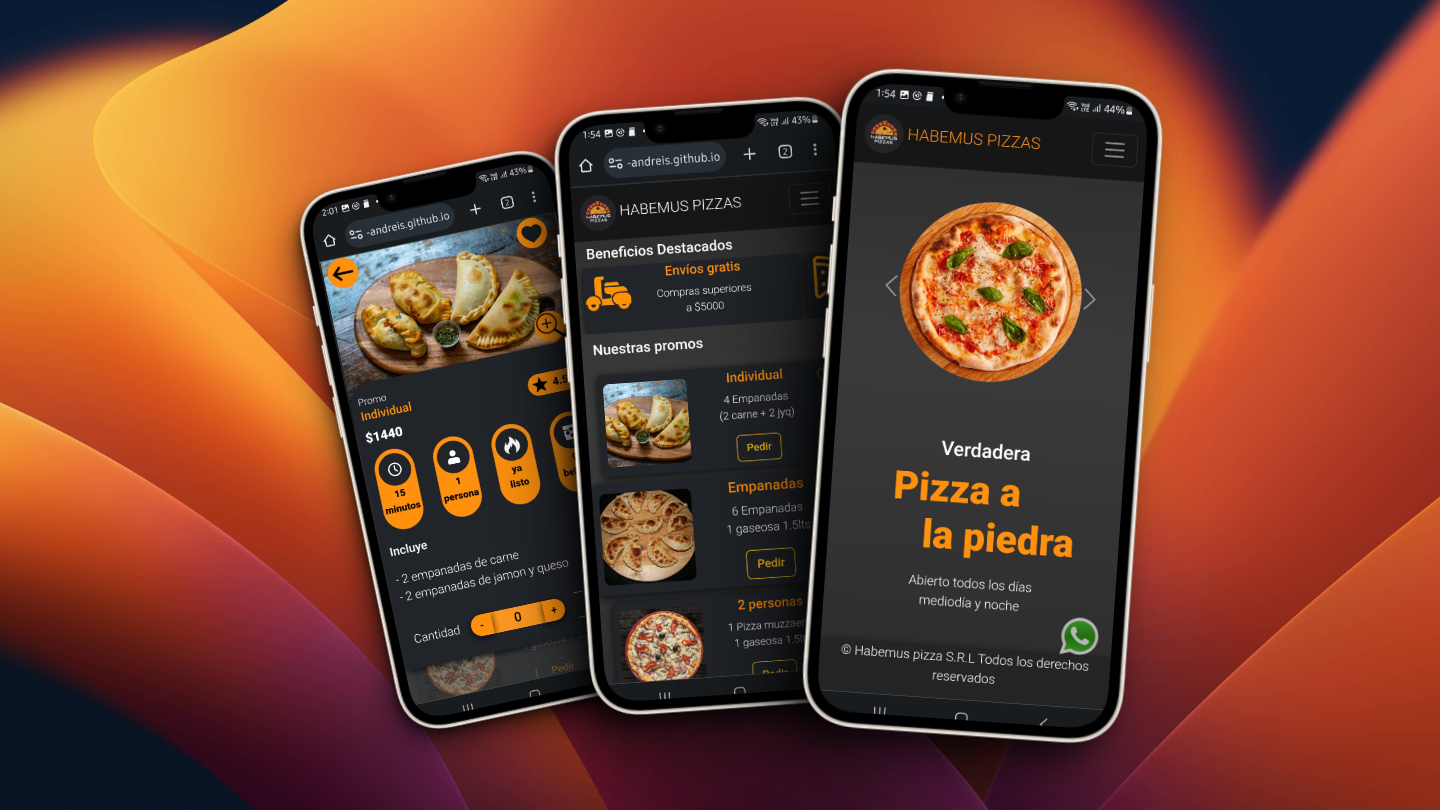 2:01
43%
-andreis.github.io
2
4.5
Promo
Individual
$1440
15
minutos
1
persona
ya
listo
Incluye
- 2 empanadas de carne
- 2 empanadas de jamon y queso
Cantidad
-
0
+
Pedir
1:54
43%
-andreis.github.io
2
HABEMUS
PIZZAS
HABEMUS PIZZAS
Beneficios Destacados
Envíos gratis
Compras superiores
a $5000
Nuestras promos
Individual
4 Empanadas
(2 carne + 2 jyq)
Pedir
Empanadas
6 Empanadas
1 gaseosa 1.5lts
Pedir
2 personas
1 Pizza muzzare
1 gaseosa 1.5l
Pedir
1:54
44%
HABEMUS
PIZZAS
HABEMUS PIZZAS
Verdadera
Pizza a
la piedra
Abierto todos los días
mediodía y noche
© Habemus pizza S.R.L Todos los derechos
reservados